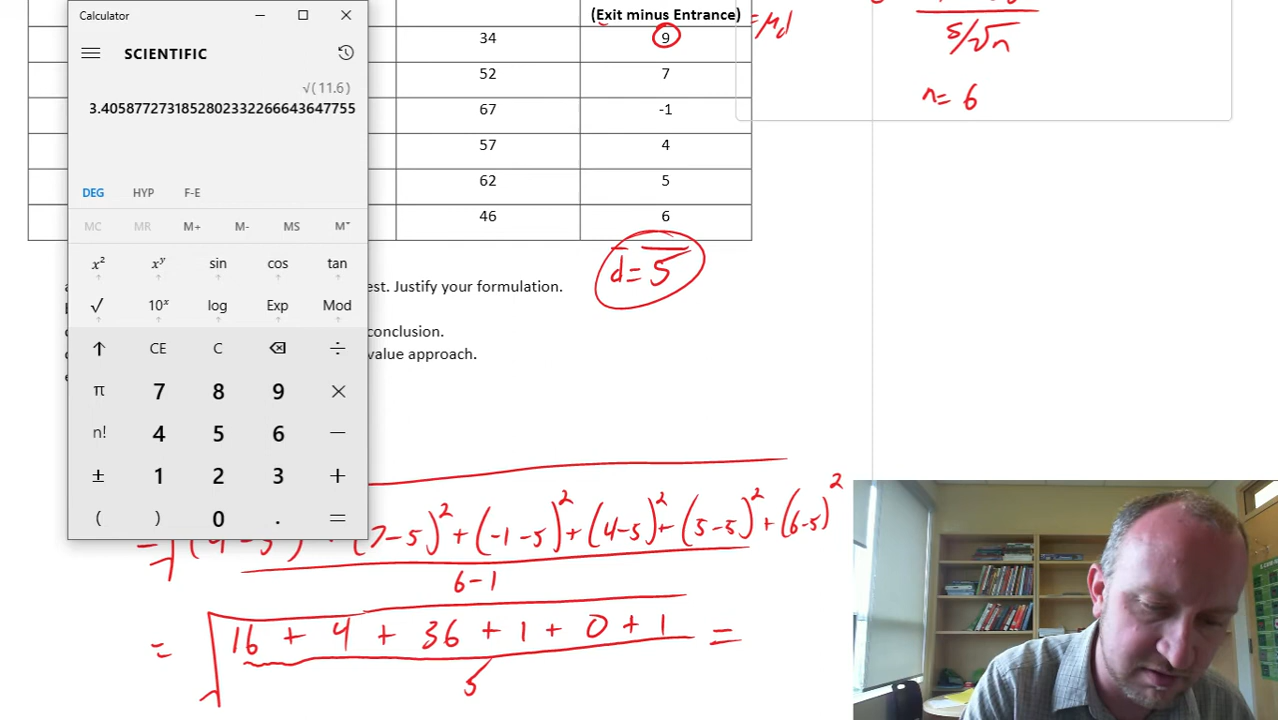 Calculator
SCIENTIFIC
√(11.6)
3.4058772731852802332266643647755
DEG HYP F-E
MC MR M+ M- MS M˅
x² xʸ sin cos tan
√ 10ˣ log Exp Mod
↑ CE C ⌫ ÷
π 7 8 9 ×
n! 4 5 6 −
± 1 2 3 +
( ) 0 . =
(Exit minus Entrance)
34 9
52 7
67 -1
57 4
62 5
46 6
d̅ = 5
= μd
s/√n
n = 6
est. Justify your formulation.
conclusion.
value approach.
(7-5)² + (-1-5)² + (4-5)² + (5-5)² + (6-5)²
6-1
= √ 16 + 4 + 36 + 1 + 0 + 1 =
5